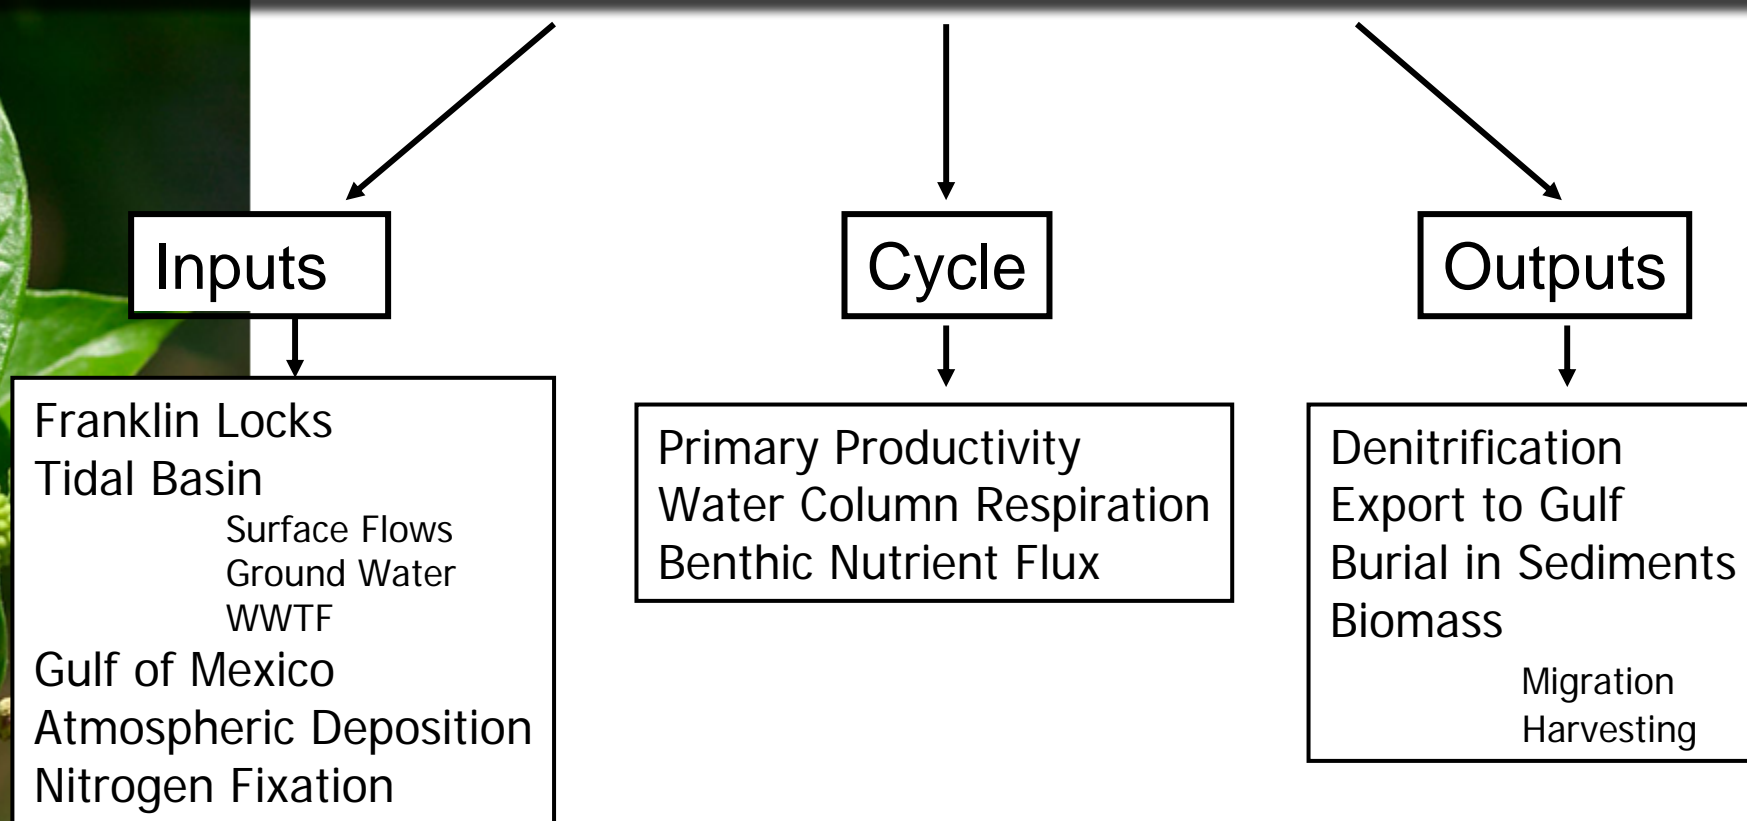 Inputs
Franklin Locks
Tidal Basin
Surface Flows
Ground Water
WWTF
Gulf of Mexico
Atmospheric Deposition
Nitrogen Fixation
Cycle
Primary Productivity
Water Column Respiration
Benthic Nutrient Flux
Outputs
Denitrification
Export to Gulf
Burial in Sediments
Biomass
Migration
Harvesting